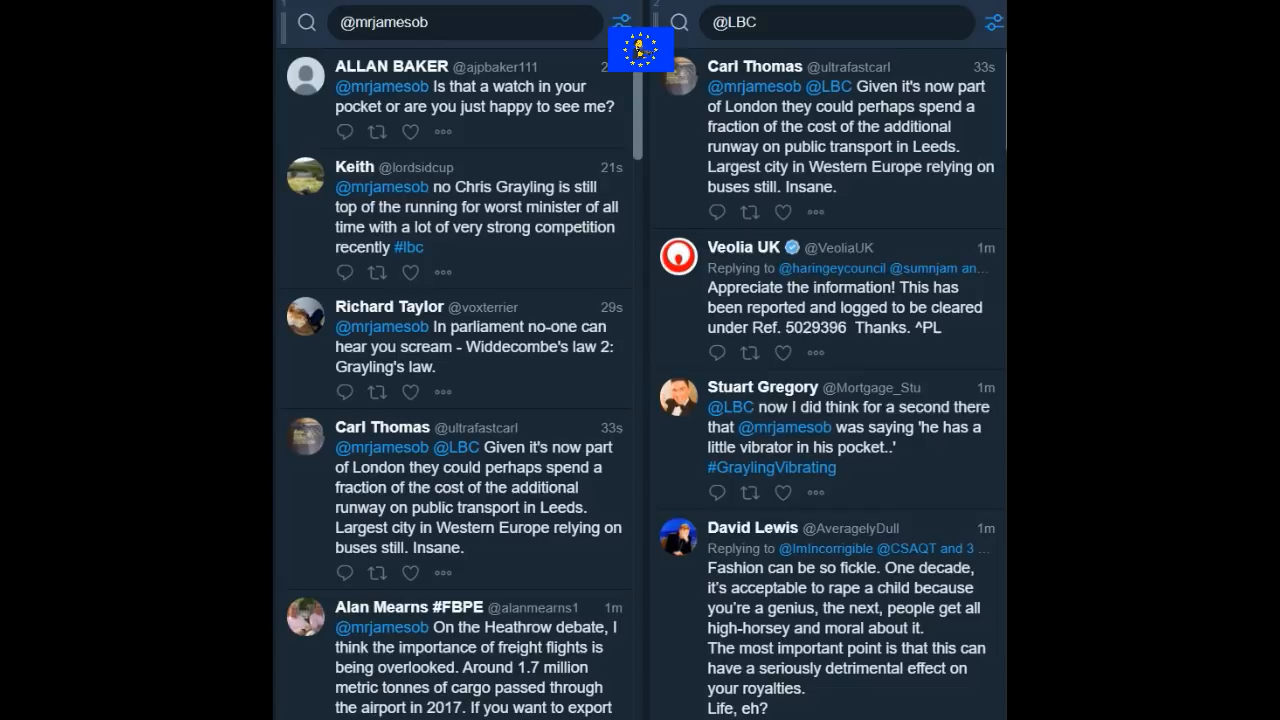 1
@mrjamesob
ALLAN BAKER @ajpbaker111 2
@mrjamesob Is that a watch in your
pocket or are you just happy to see me?
Keith @lordsidcup 21s
@mrjamesob no Chris Grayling is still
top of the running for worst minister of all
time with a lot of very strong competition
recently #lbc
Richard Taylor @voxterrier 29s
@mrjamesob In parliament no-one can
hear you scream - Widdecombe's law 2:
Grayling's law.
Carl Thomas @ultrafastcarl 33s
@mrjamesob @LBC Given it's now part
of London they could perhaps spend a
fraction of the cost of the additional
runway on public transport in Leeds.
Largest city in Western Europe relying on
buses still. Insane.
Alan Mearns #FBPE @alanmearns1 1m
@mrjamesob On the Heathrow debate, I
think the importance of freight flights is
being overlooked. Around 1.7 million
metric tonnes of cargo passed through
the airport in 2017. If you want to export
2
@LBC
Carl Thomas @ultrafastcarl 33s
@mrjamesob @LBC Given it's now part
of London they could perhaps spend a
fraction of the cost of the additional
runway on public transport in Leeds.
Largest city in Western Europe relying on
buses still. Insane.
Veolia UK @VeoliaUK 1m
Replying to @haringeycouncil @sumnjam an...
Appreciate the information! This has
been reported and logged to be cleared
under Ref. 5029396 Thanks. ^PL
Stuart Gregory @Mortgage_Stu 1m
@LBC now I did think for a second there
that @mrjamesob was saying 'he has a
little vibrator in his pocket..'
#GraylingVibrating
David Lewis @AveragelyDull 1m
Replying to @ImIncorrigible @CSAQT and 3 ...
Fashion can be so fickle. One decade,
it's acceptable to rape a child because
you're a genius, the next, people get all
high-horsey and moral about it.
The most important point is that this can
have a seriously detrimental effect on
your royalties.
Life, eh?